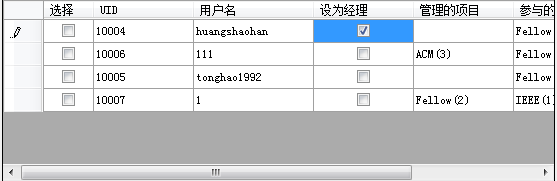 选择 UID 用户名 设为经理 管理的项目 参与的
10004 huangshaohan Fellow
10006 111 ACM(3) Fellow
10005 tonghao1992 Fellow
10007 1 Fellow(2) IEEE(1)